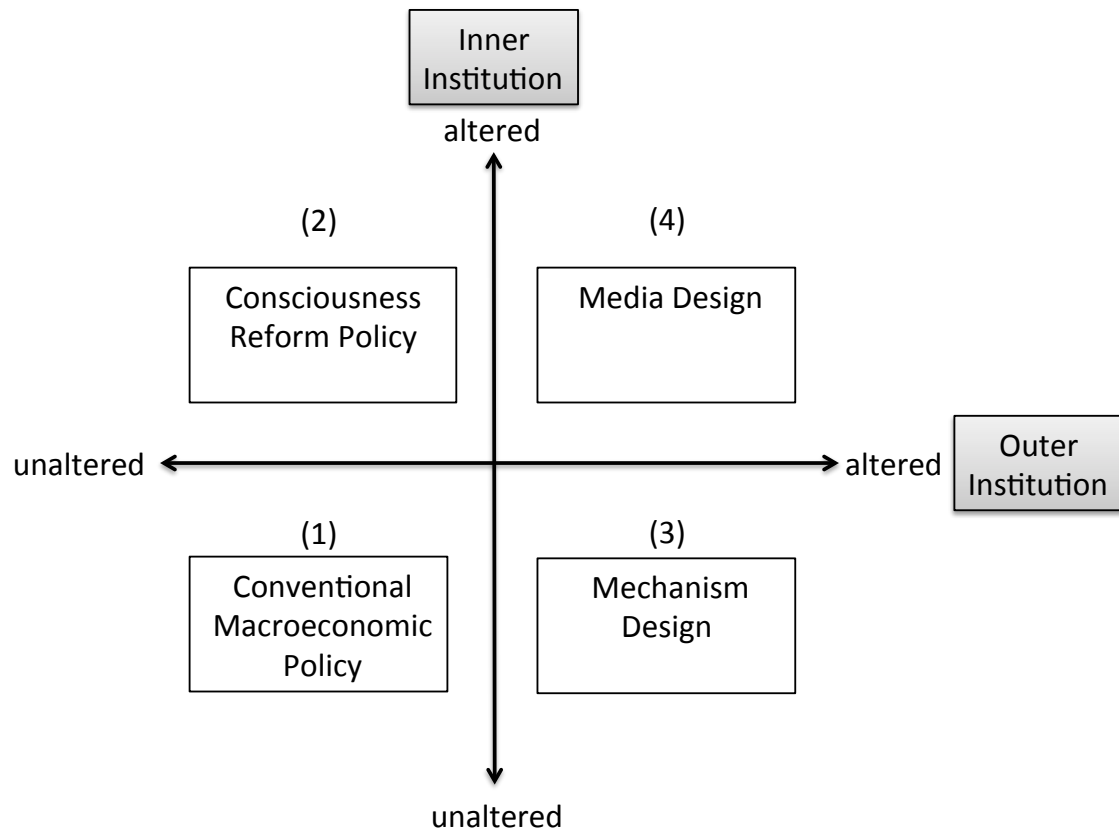 Inner
Institution
altered
(2)
(4)
Consciousness
Reform Policy
Media Design
unaltered
altered
Outer
Institution
(1)
(3)
Conventional
Macroeconomic
Policy
Mechanism
Design
unaltered